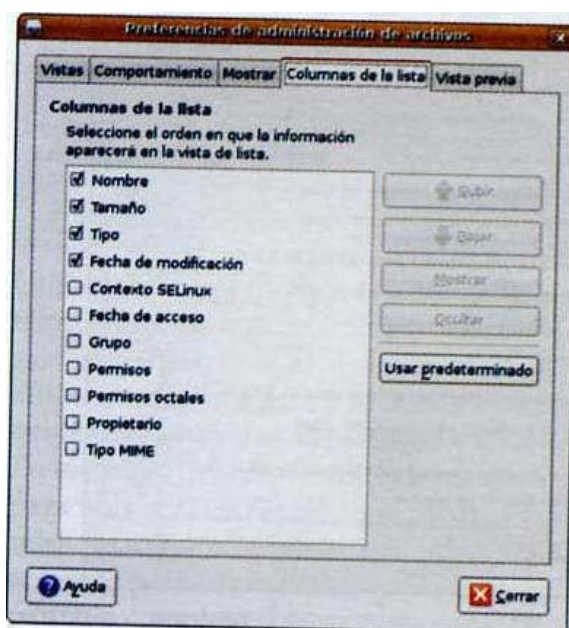 Preferencias de administración de archivos
Vistas Comportamiento Mostrar Columnas de la lista Vista previa
Columnas de la lista
Seleccione el orden en que la información
aparecerá en la vista de lista.
Nombre
Tamaño
Tipo
Fecha de modificación
Contexto SELinux
Fecha de acceso
Grupo
Permisos
Permisos octales
Propietario
Tipo MIME
Subir
Bajar
Mostrar
Ocultar
Usar predeterminado
Ayuda
Cerrar